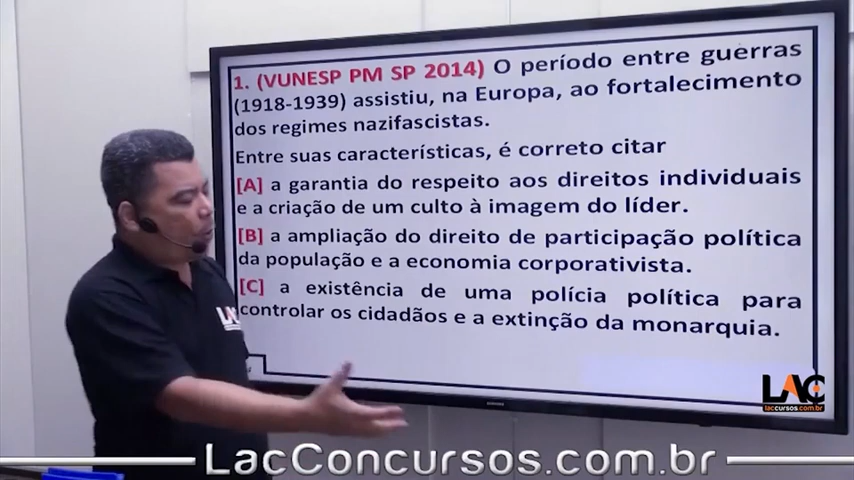 1. (VUNESP PM SP 2014) O período entre guerras
(1918-1939) assistiu, na Europa, ao fortalecimento
dos regimes nazifascistas.
Entre suas características, é correto citar
[A] a garantia do respeito aos direitos individuais
e a criação de um culto à imagem do líder.
[B] a ampliação do direito de participação política
da população e a economia corporativista.
[C] a existência de uma polícia política para
controlar os cidadãos e a extinção da monarquia.
LAC
LAC
laccursos.com.br
LacConcursos.com.br